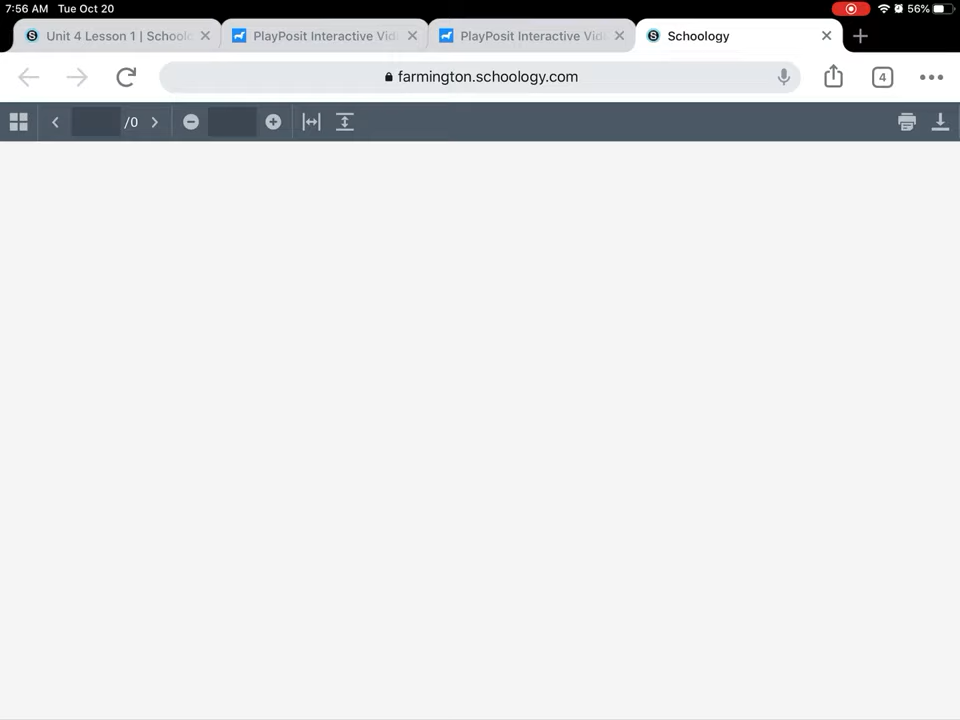 7:56 AM Tue Oct 20 56%
Unit 4 Lesson 1 | Schoolc PlayPosit Interactive Vid PlayPosit Interactive Vid Schoology
farmington.schoology.com 4
/0